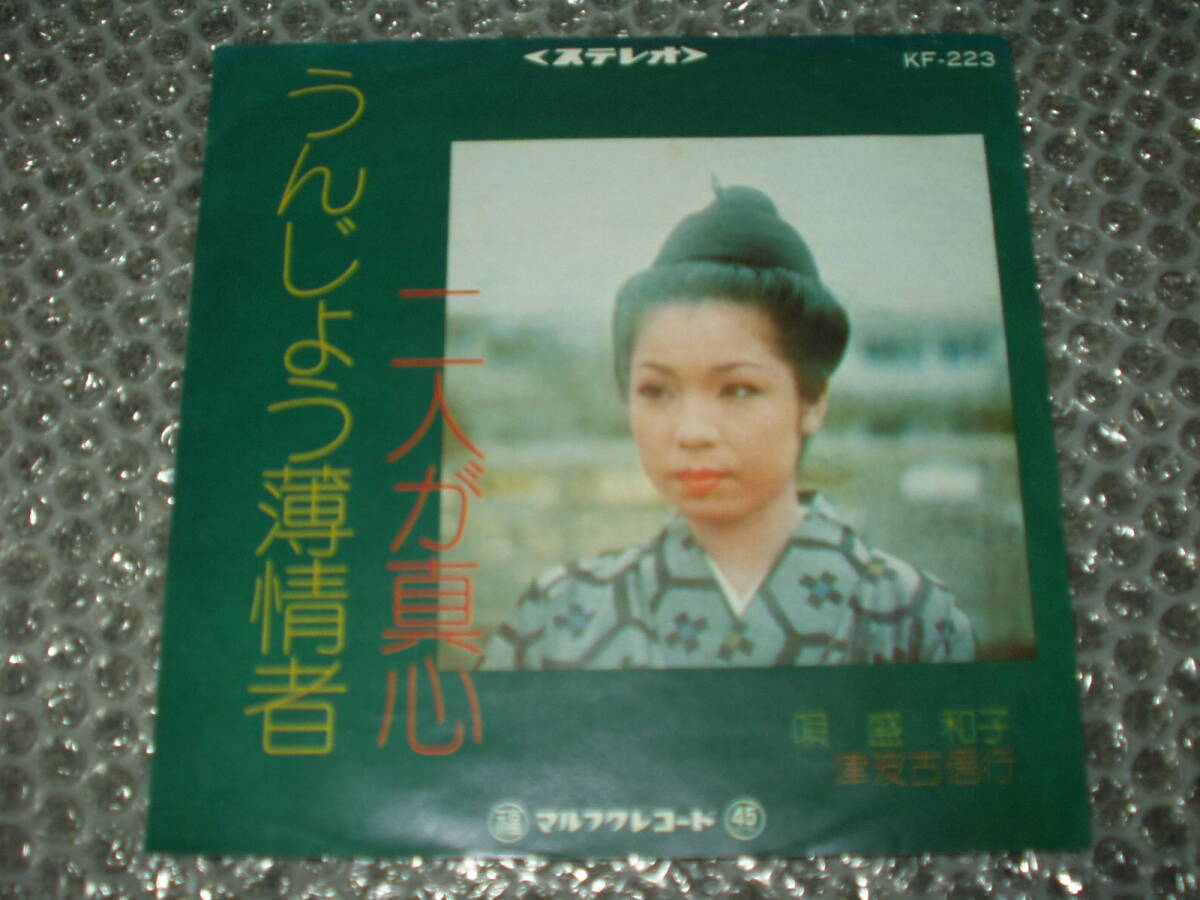 <ステレオ>
KF-223
うんじょう薄情者
二人が真心
唄 盛 和子
津波古信行
福 マルフクレコード 45